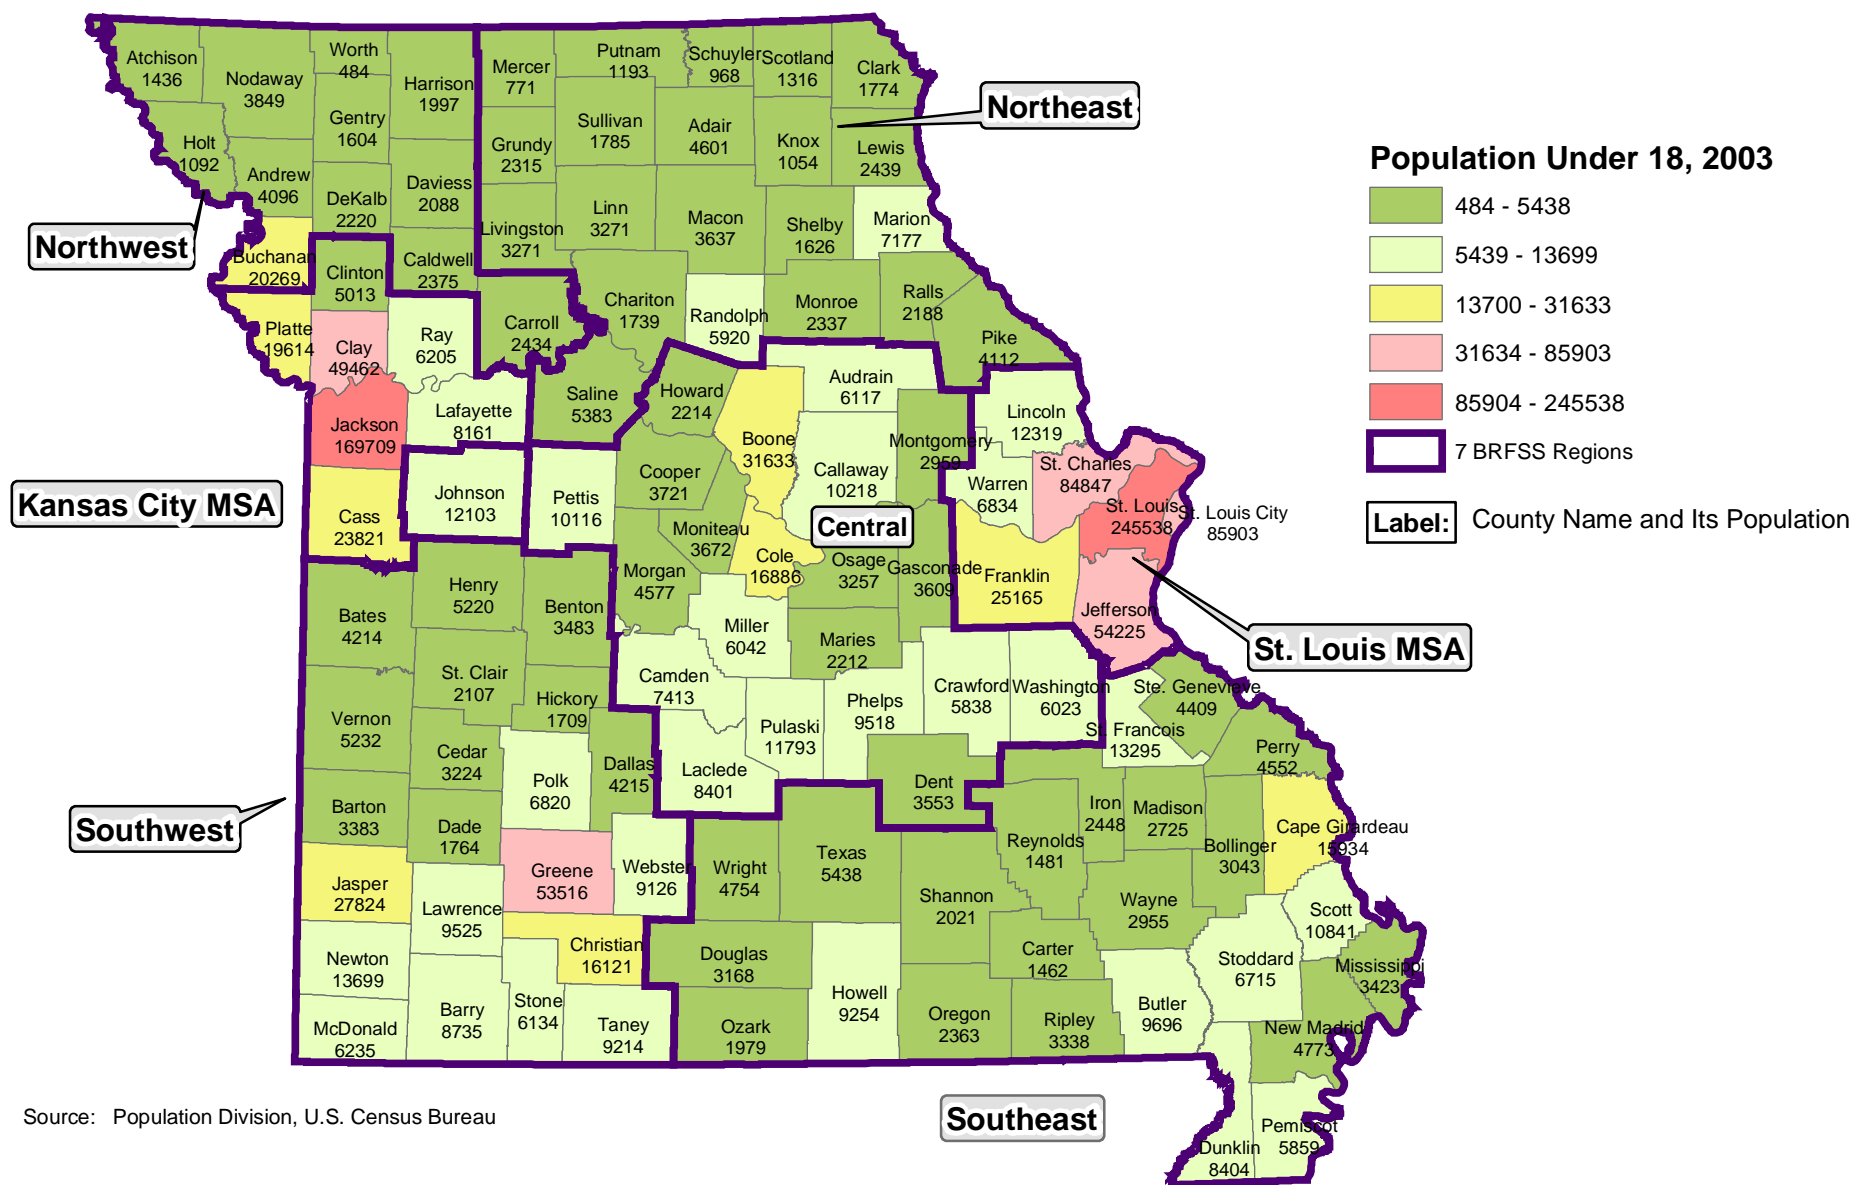 Atchison
1436
Nodaway
3849
Worth
484
Harrison
1997
Mercer
771
Putnam
1193
Schuyler
968
Scotland
1316
Clark
1774
Northeast
Holt
1092
Andrew
4096
Gentry
1604
DeKalb
2220
Daviess
2088
Grundy
2315
Sullivan
1785
Adair
4601
Knox
1054
Lewis
2439
Livingston
3271
Linn
3271
Macon
3637
Shelby
1626
Marion
7177
Northwest
Buchanan
20269
Clinton
5013
Caldwell
2375
Platte
19614
Clay
49462
Ray
6205
Carroll
2434
Chariton
1739
Randolph
5920
Monroe
2337
Ralls
2188
Pike
4112
Jackson
169709
Lafayette
8161
Saline
5383
Howard
2214
Boone
31633
Audrain
6117
Callaway
10218
Montgomery
2959
Lincoln
12319
Warren
6834
St. Charles
84847
St. Louis
245538
St. Louis City
85903
Kansas City MSA
Cass
23821
Johnson
12103
Pettis
10116
Cooper
3721
Moniteau
3672
Cole
16886
Central
Osage
3257
Gasconade
3609
Franklin
25165
Jefferson
54225
St. Louis MSA
Bates
4214
Henry
5220
Benton
3483
Morgan
4577
Miller
6042
Maries
2212
Camden
7413
Pulaski
11793
Phelps
9518
Crawford
5838
Washington
6023
Ste. Genevieve
4409
St. Francois
13295
Perry
4552
Vernon
5232
St. Clair
2107
Hickory
1709
Cedar
3224
Polk
6820
Dallas
4215
Laclede
8401
Dent
3553
Southwest
Barton
3383
Dade
1764
Greene
53516
Webster
9126
Wright
4754
Texas
5438
Shannon
2021
Reynolds
1481
Iron
2448
Madison
2725
Bollinger
3043
Cape Girardeau
15934
Jasper
27824
Lawrence
9525
Christian
16121
Douglas
3168
Howell
9254
Carter
1462
Wayne
2955
Stoddard
6715
Scott
10841
Mississippi
3423
Newton
13699
McDonald
6235
Barry
8735
Stone
6134
Taney
9214
Ozark
1979
Oregon
2363
Ripley
3338
Butler
9696
New Madrid
4773
Dunklin
8404
Pemiscot
5859
Southeast
Population Under 18, 2003
484 - 5438
5439 - 13699
13700 - 31633
31634 - 85903
85904 - 245538
7 BRFSS Regions
Label: County Name and Its Population
Source: Population Division, U.S. Census Bureau